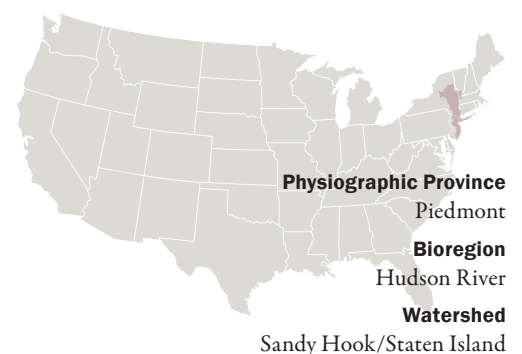 Physiographic Province
Piedmont
Bioregion
Hudson River
Watershed
Sandy Hook/Staten Island